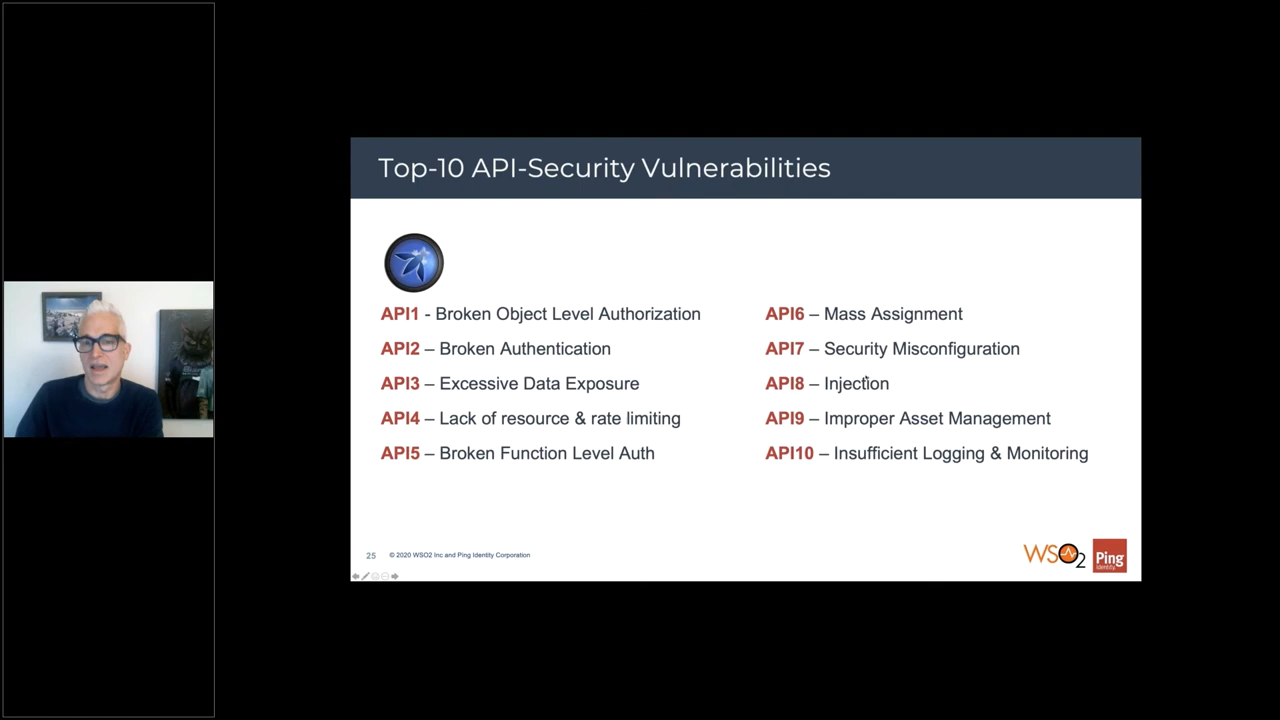 Top-10 API-Security Vulnerabilities
API1 - Broken Object Level Authorization
API2 – Broken Authentication
API3 – Excessive Data Exposure
API4 – Lack of resource & rate limiting
API5 – Broken Function Level Auth
API6 – Mass Assignment
API7 – Security Misconfiguration
API8 – Injection
API9 – Improper Asset Management
API10 – Insufficient Logging & Monitoring
25
© 2020 WSO2 Inc and Ping Identity Corporation
WSO2
Ping
Identity